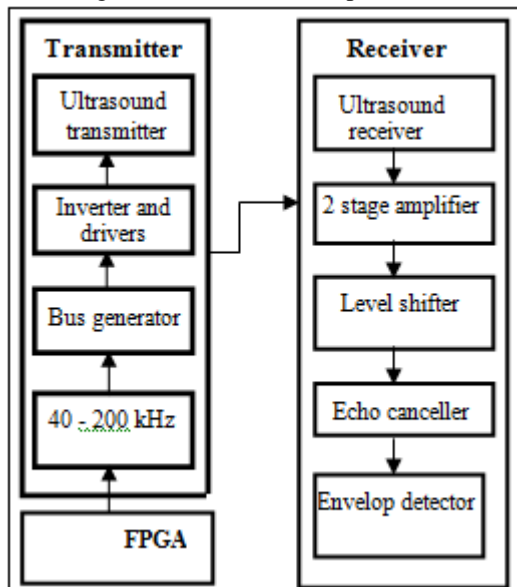 Transmitter
Ultrasound
transmitter
Inverter and
drivers
Bus generator
40 - 200 kHz
FPGA
Receiver
Ultrasound
receiver
2 stage amplifier
Level shifter
Echo canceller
Envelop detector